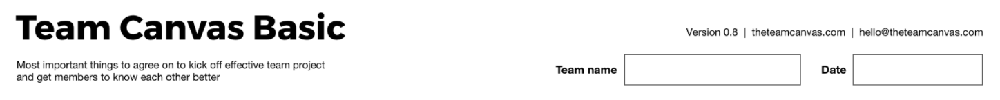 Team Canvas Basic
Version 0.8 | theteamcanvas.com | hello@theteamcanvas.com
Most important things to agree on to kick off effective team project
and get members to know each other better
Team name
Date